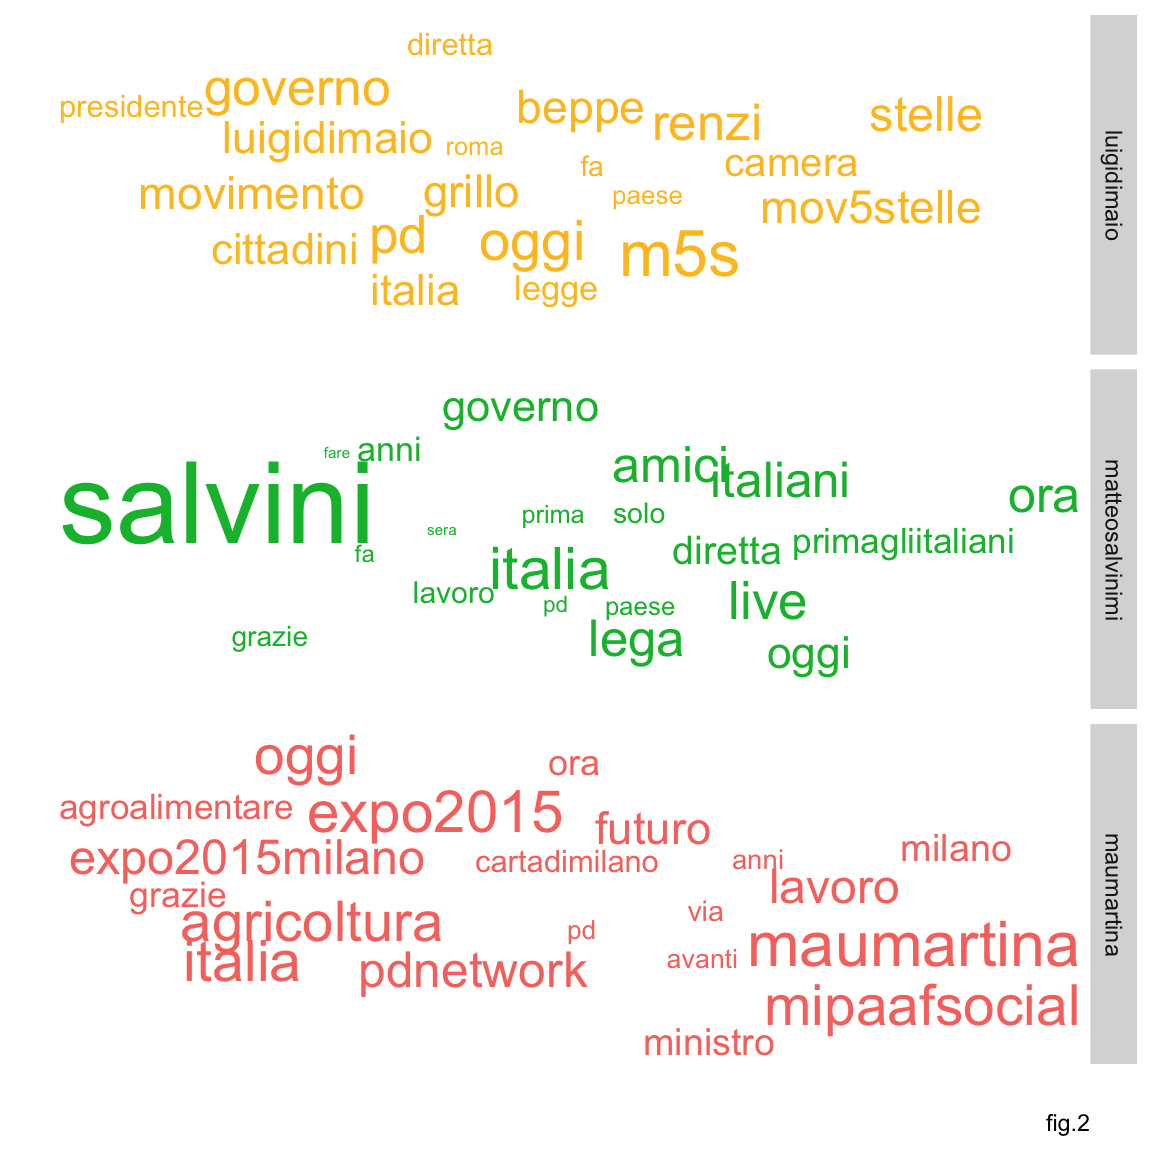 diretta
governo
presidente
beppe
renzi
stelle
luigidimaio
roma
fa
camera
movimento
grillo
paese
mov5stelle
cittadini
pd
oggi
m5s
italia
legge
luigidimaio
governo
fare
anni
salvini
amici
italiani
ora
prima
solo
sera
fa
italia
diretta
primagliitaliani
lavoro
pd
paese
live
grazie
lega
oggi
matteosalvinimi
oggi
ora
agroalimentare
expo2015
futuro
expo2015milano
cartadimilano
anni
milano
grazie
lavoro
agricoltura
via
pd
italia
pdnetwork
avanti
maumartina
mipaafsocial
ministro
maumartina
fig.2